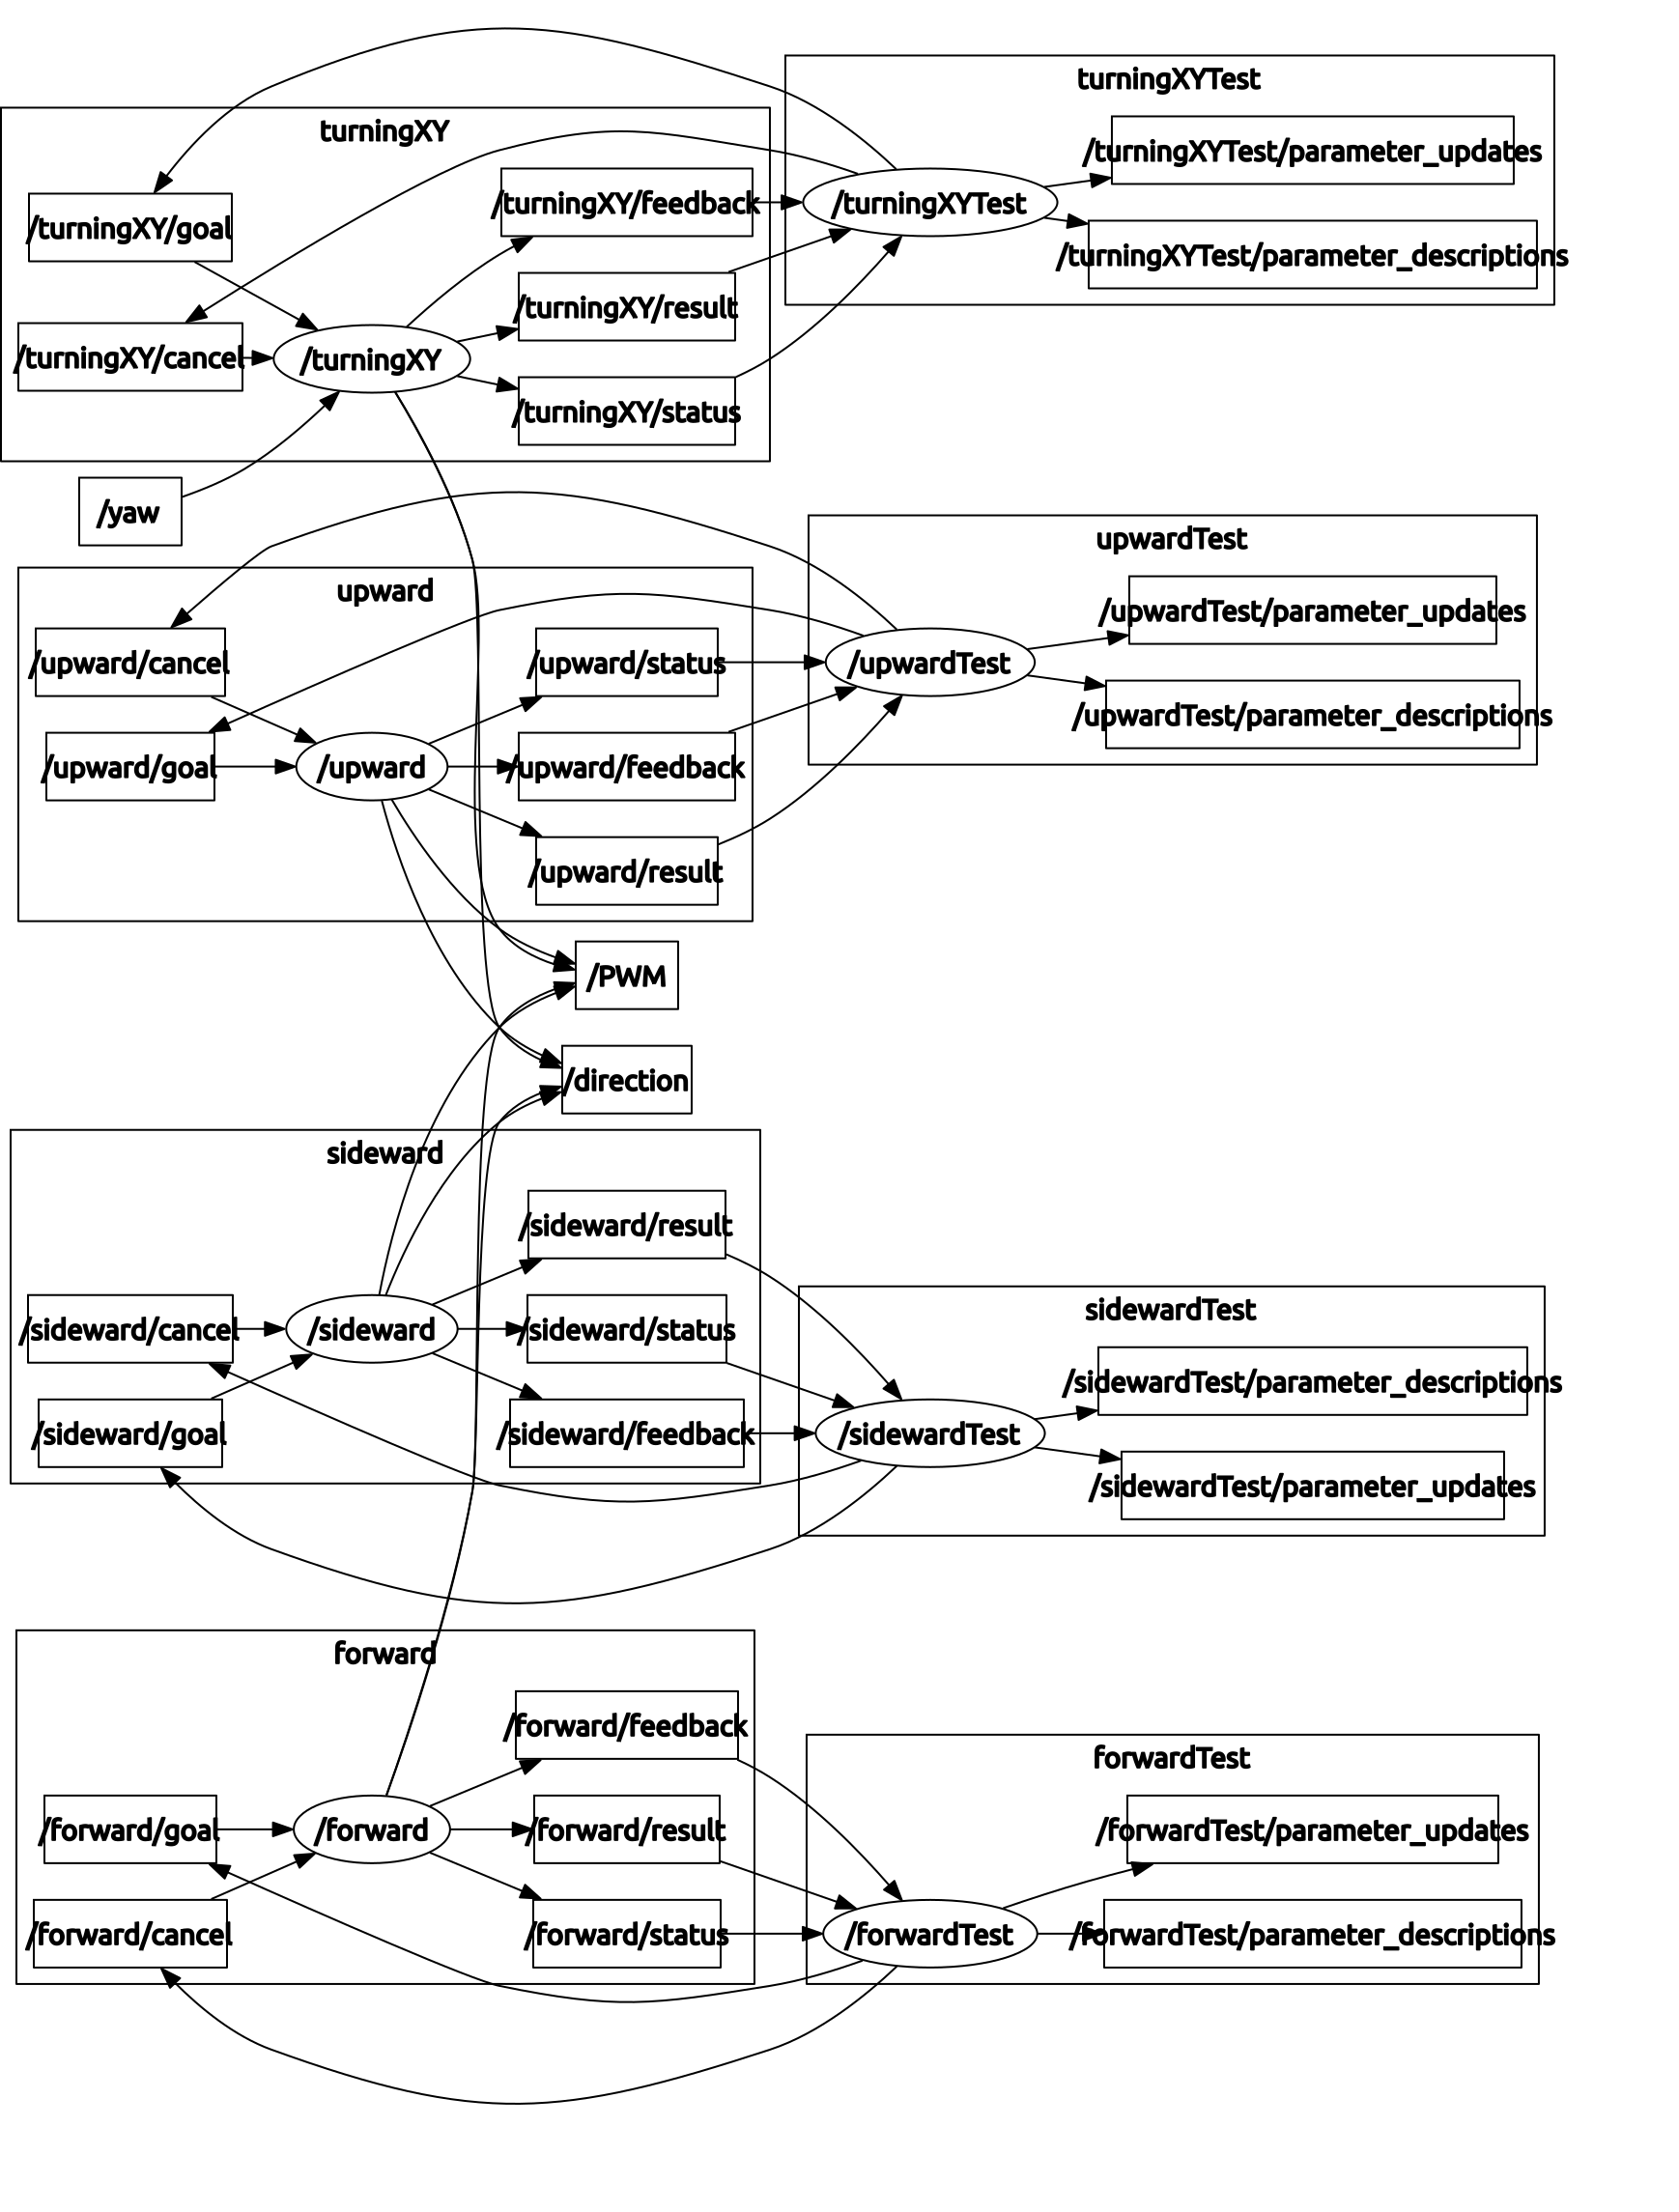 turningXYTest
turningXY
/turningXYTest/parameter_updates
/turningXY/feedback
/turningXYTest
/turningXY/goal
/turningXYTest/parameter_descriptions
/turningXY/result
/turningXY/cancel
/turningXY
/turningXY/status
/yaw
upwardTest
upward
/upwardTest/parameter_updates
/upward/cancel
/upward/status
/upwardTest
/upwardTest/parameter_descriptions
/upward/goal
/upward
/upward/feedback
/upward/result
/PWM
/direction
sideward
/sideward/result
sidewardTest
/sideward/cancel
/sideward
/sideward/status
/sidewardTest/parameter_descriptions
/sideward/goal
/sideward/feedback
/sidewardTest
/sidewardTest/parameter_updates
forward
/forward/feedback
forwardTest
/forward/goal
/forward
/forward/result
/forwardTest/parameter_updates
/forward/cancel
/forward/status
/forwardTest
/forwardTest/parameter_descriptions